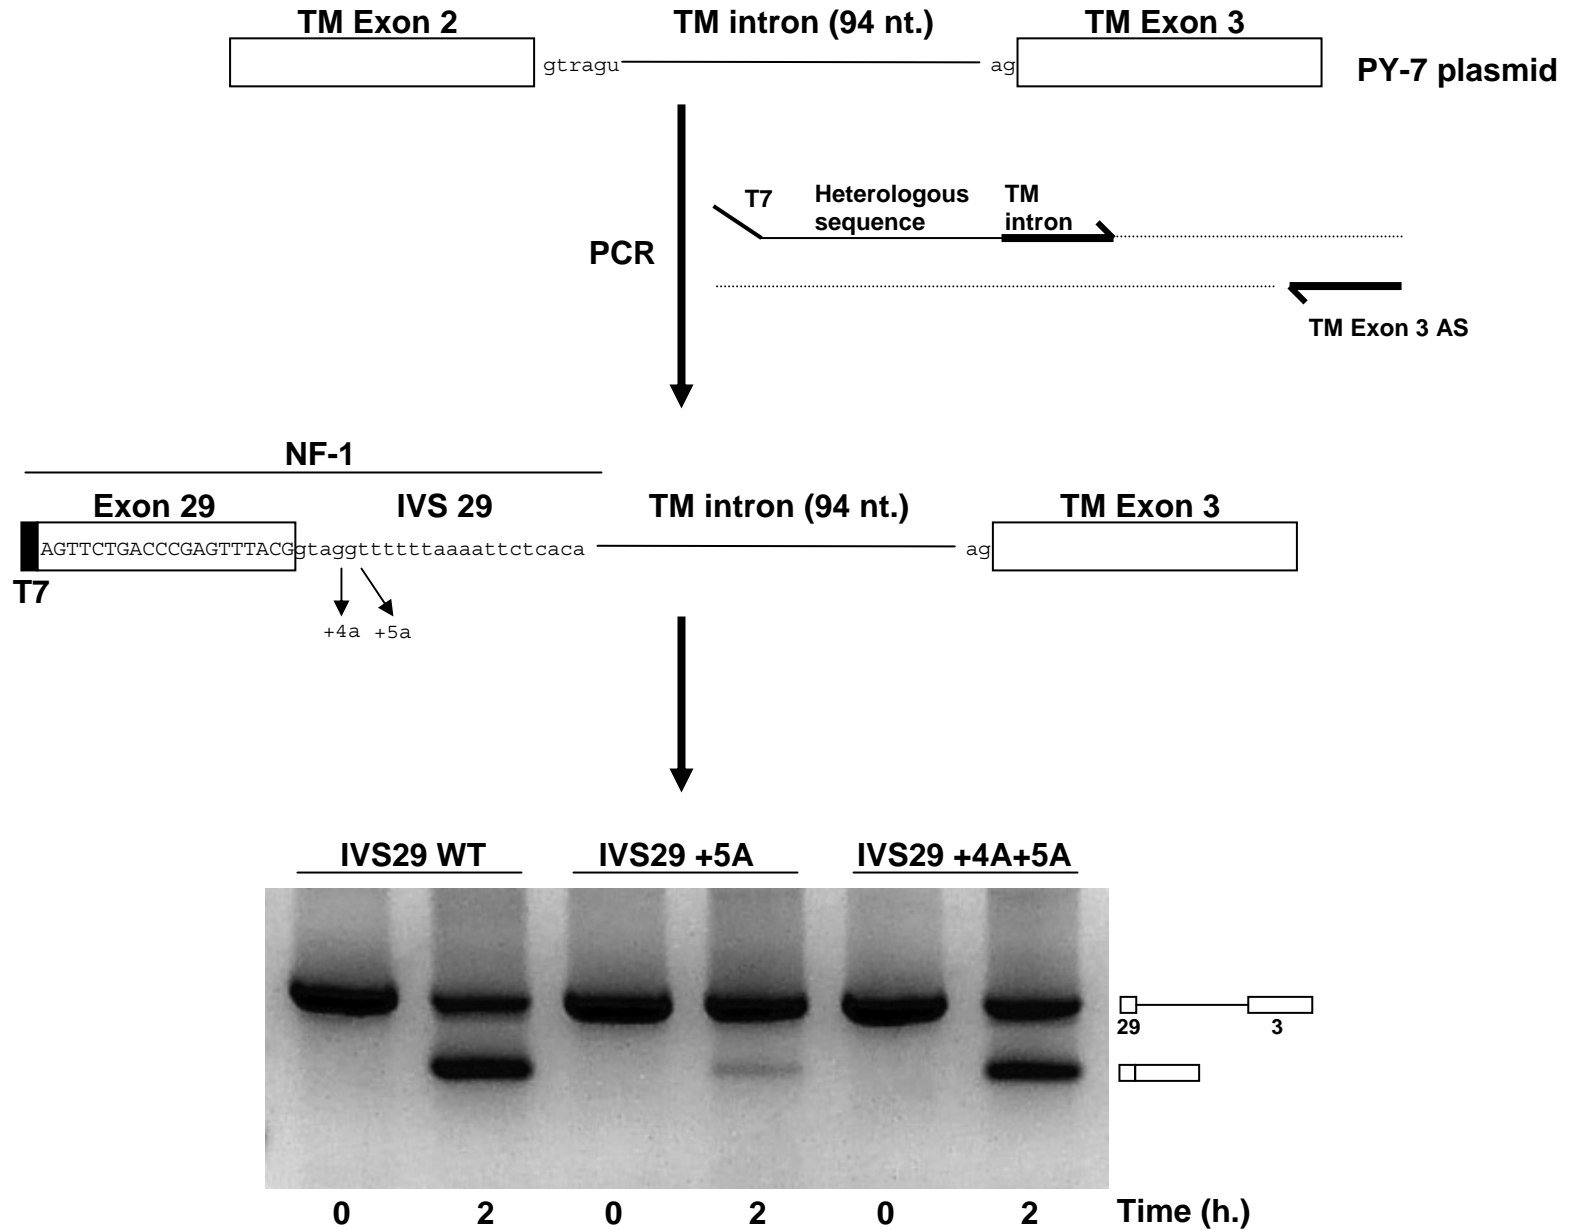 TM Exon 2 TM intron (94 nt.) TM Exon 3
gtragu ag PY-7 plasmid
T7 Heterologous sequence TM intron
PCR
TM Exon 3 AS
NF-1
Exon 29 IVS 29 TM intron (94 nt.) TM Exon 3
AGTTCTGACCCGAGTTTACGgtaggttttttaaaattctcaca ag
T7
+4a +5a
IVS29 WT IVS29 +5A IVS29 +4A+5A
29 3
0 2 0 2 0 2 Time (h.)